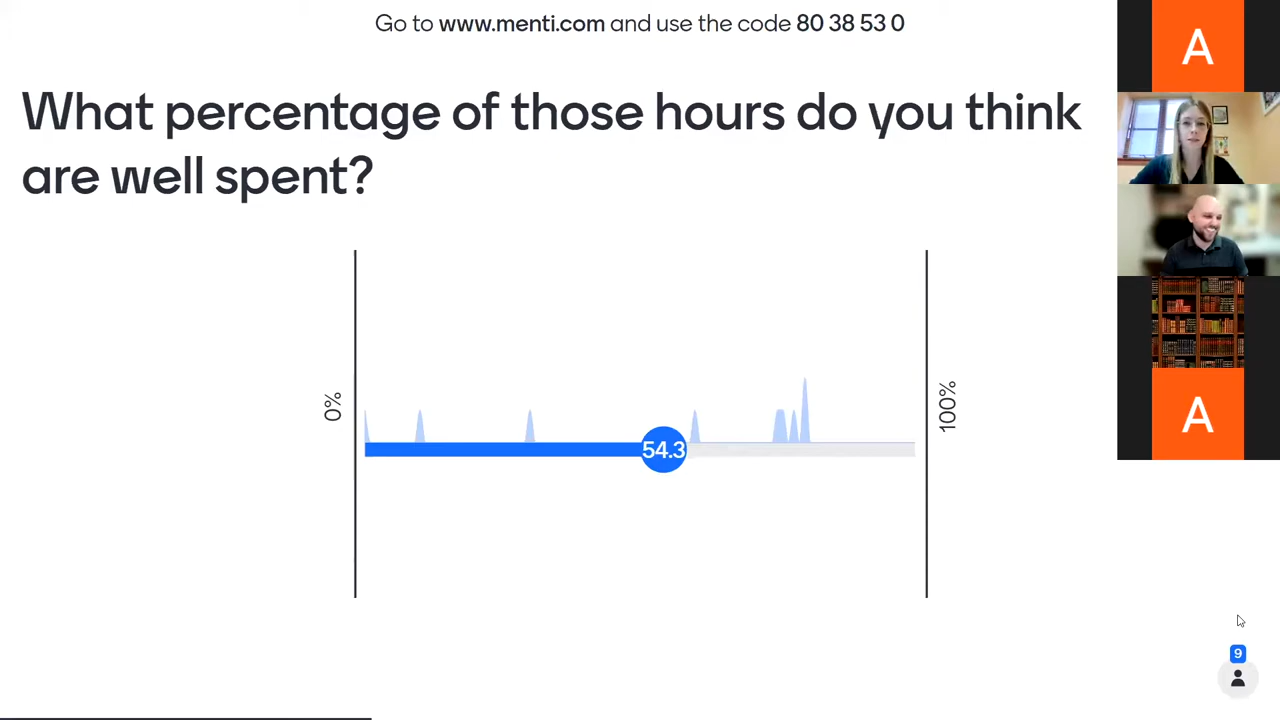 Go to www.menti.com and use the code 80 38 53 0
What percentage of those hours do you think
are well spent?
0%
54.3
100%
A
A
9